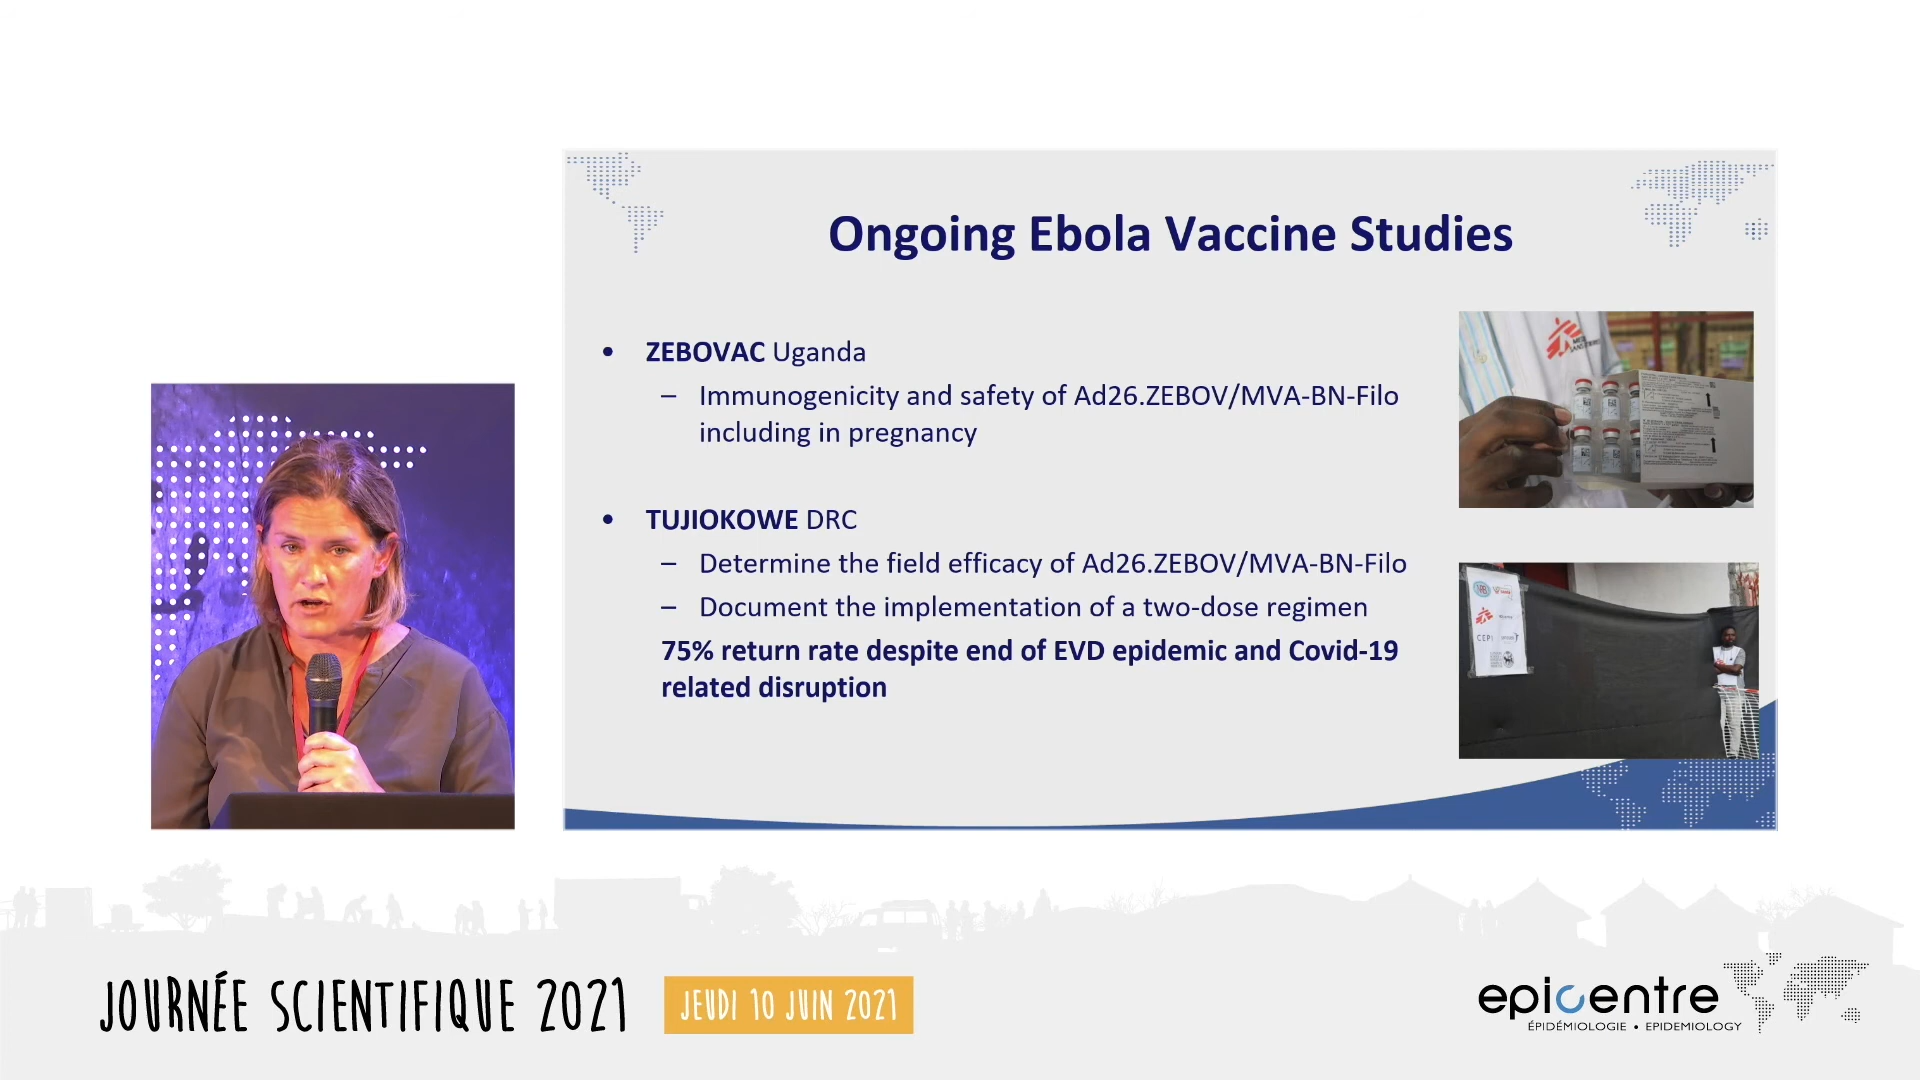 Ongoing Ebola Vaccine Studies
• ZEBOVAC Uganda
– Immunogenicity and safety of Ad26.ZEBOV/MVA-BN-Filo
including in pregnancy
• TUJIOKOWE DRC
– Determine the field efficacy of Ad26.ZEBOV/MVA-BN-Filo
– Document the implementation of a two-dose regimen
75% return rate despite end of EVD epidemic and Covid-19
related disruption
CEPI
JOURNÉE SCIENTIFIQUE 2021
JEUDI 10 JUIN 2021
epicentre
ÉPIDÉMIOLOGIE • EPIDEMIOLOGY